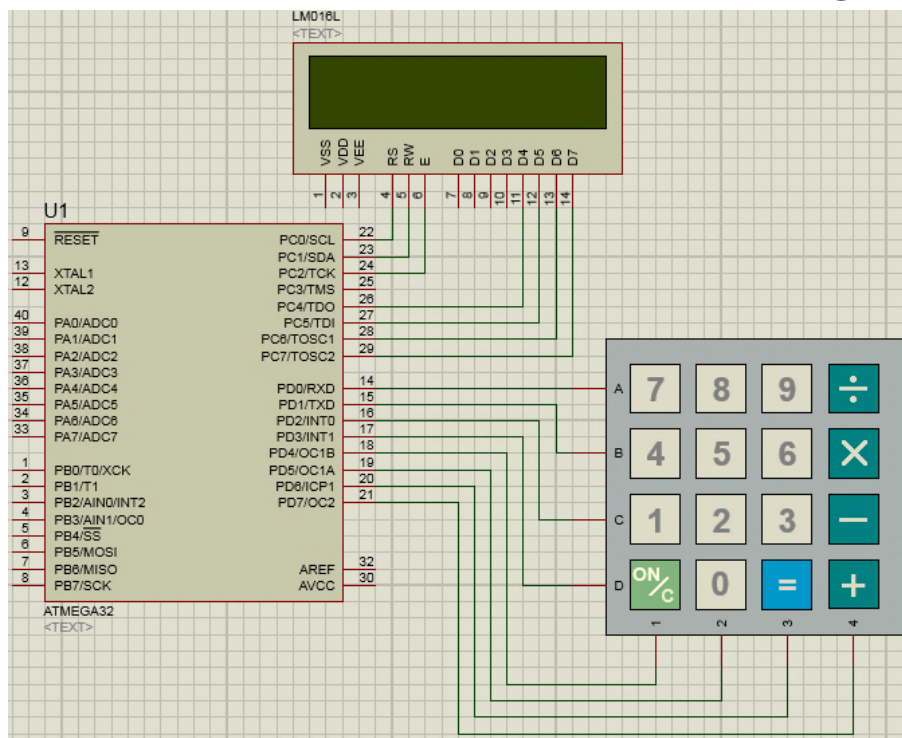 LM016L
<TEXT>
VSS VDD VEE RS RW E D0 D1 D2 D3 D4 D5 D6 D7
1 2 3 4 5 6 7 8 9 10 11 12 13 14
U1
9 RESET PC0/SCL 22
PC1/SDA 23
13 XTAL1 PC2/TCK 24
12 XTAL2 PC3/TMS 25
PC4/TDO 26
40 PA0/ADC0 PC5/TDI 27
39 PA1/ADC1 PC6/TOSC1 28
38 PA2/ADC2 PC7/TOSC2 29
37 PA3/ADC3
36 PA4/ADC4 PD0/RXD 14
35 PA5/ADC5 PD1/TXD 15
34 PA6/ADC6 PD2/INT0 16
33 PA7/ADC7 PD3/INT1 17
PD4/OC1B 18
1 PB0/T0/XCK PD5/OC1A 19
2 PB1/T1 PD6/ICP1 20
3 PB2/AIN0/INT2 PD7/OC2 21
4 PB3/AIN1/OC0
5 PB4/SS
6 PB5/MOSI
7 PB6/MISO AREF 32
8 PB7/SCK AVCC 30
ATMEGA32
<TEXT>
A 7 8 9 ÷
B 4 5 6 ×
C 1 2 3 −
D ON/C 0 = +
1 2 3 4